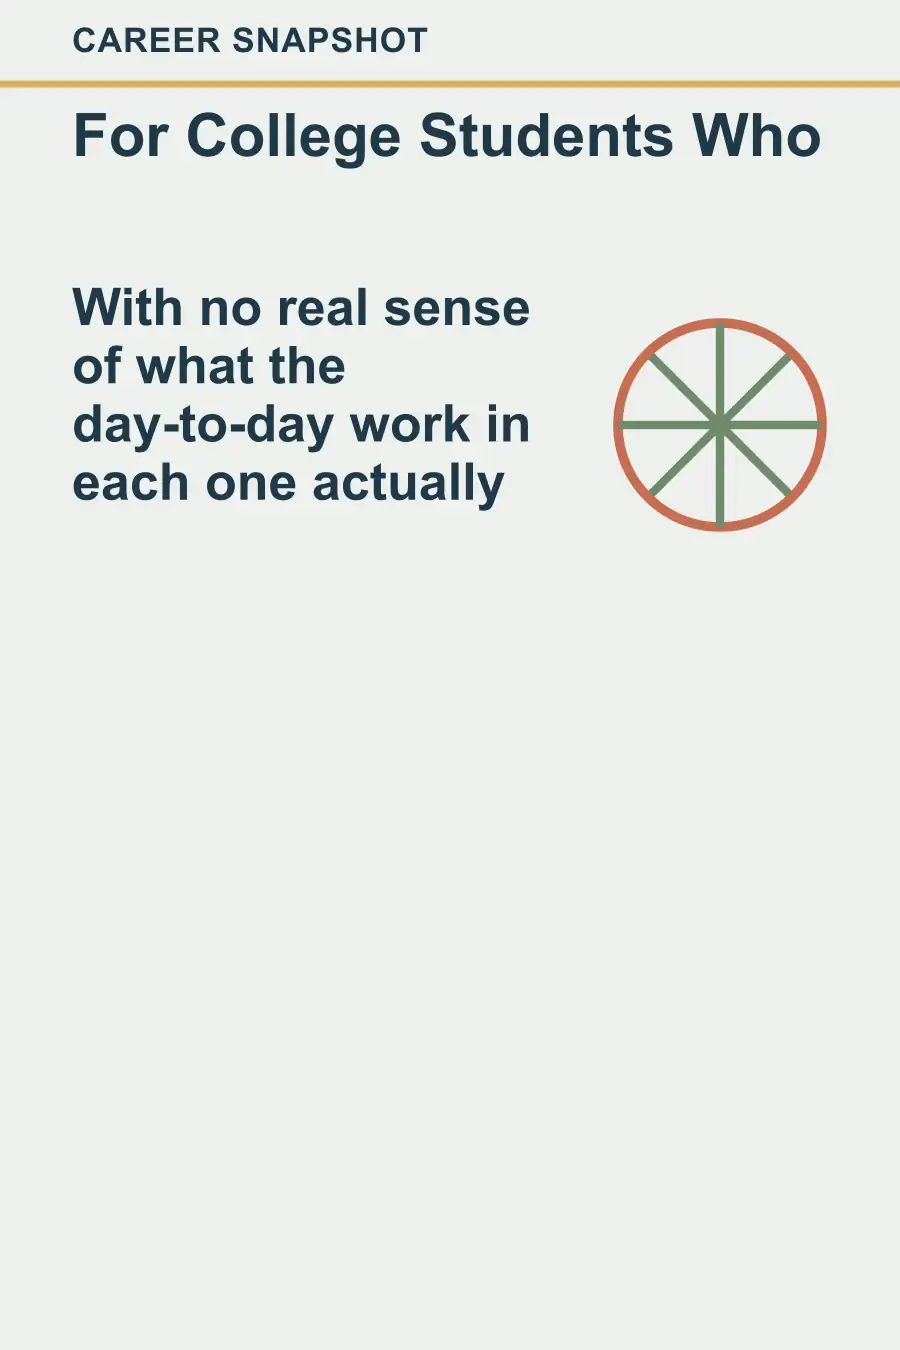 CAREER SNAPSHOT
For College Students Who
With no real sense
of what the
day-to-day work in
each one actually